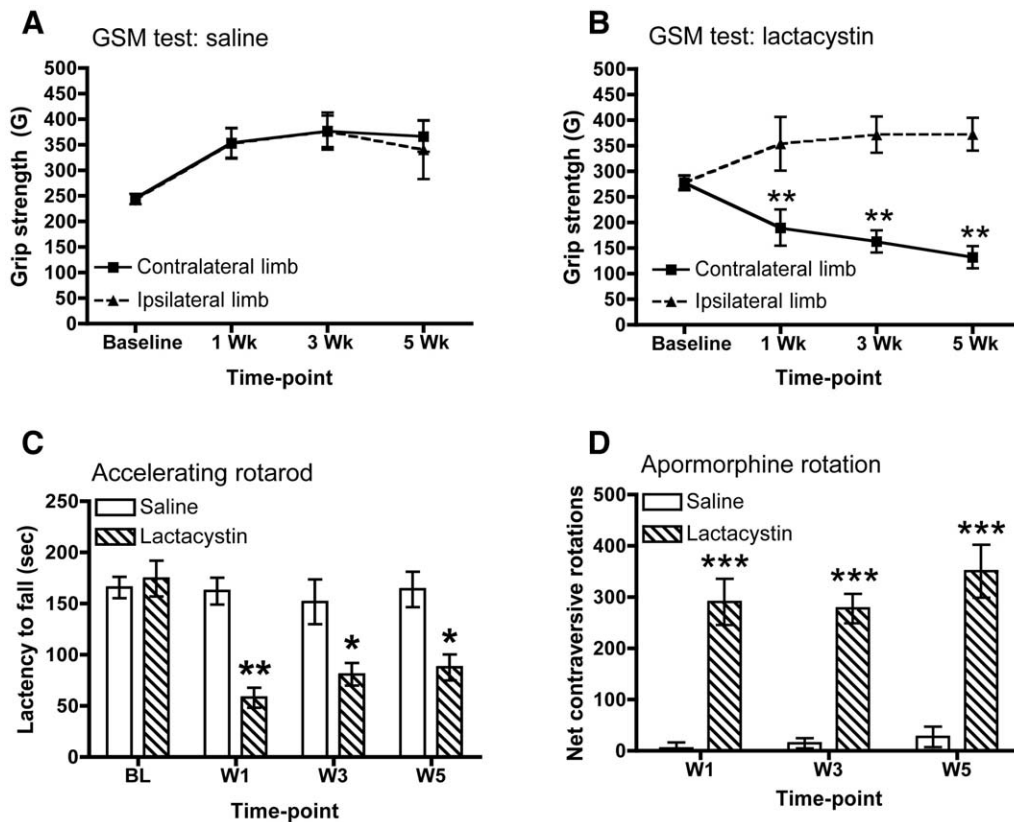 A
GSM test: saline
Grip strength (G)
500
450
400
350
300
250
200
150
100
50
0
Contralateral limb
Ipsilateral limb
Baseline 1 Wk 3 Wk 5 Wk
Time-point
B
GSM test: lactacystin
Grip strentgh (G)
500
450
400
350
300
250
200
150
100
50
0
** ** **
Contralateral limb
Ipsilateral limb
Baseline 1 Wk 3 Wk 5 Wk
Time-point
C
Accelerating rotarod
Lactency to fall (sec)
250
200
150
100
50
0
Saline
Lactacystin
** * *
BL W1 W3 W5
Time-point
D
Apormorphine rotation
Net contraversive rotations
500
400
300
200
100
0
Saline
Lactacystin
*** *** ***
W1 W3 W5
Time-point